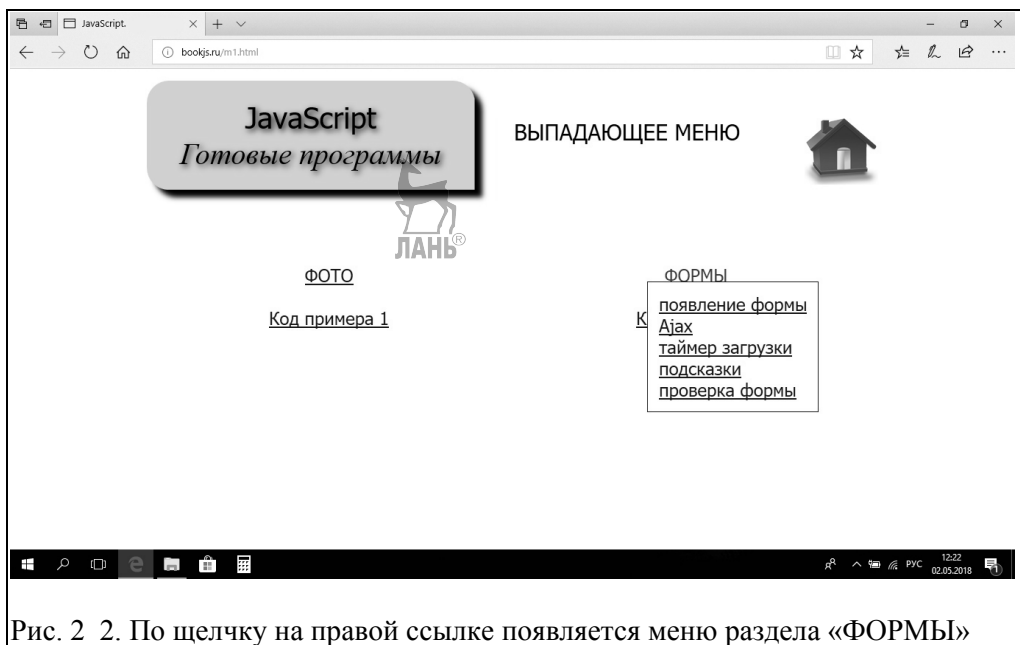 JavaScript.
bookjs.ru/m1.html
JavaScript
Готовые программы
ВЫПАДАЮЩЕЕ МЕНЮ
ЛАНЬ®
ФОТО
ФОРМЫ
Код примера 1
К
появление формы
Ajax
таймер загрузки
подсказки
проверка формы
РУС
12:22
02.05.2018
Рис. 2 2. По щелчку на правой ссылке появляется меню раздела «ФОРМЫ»